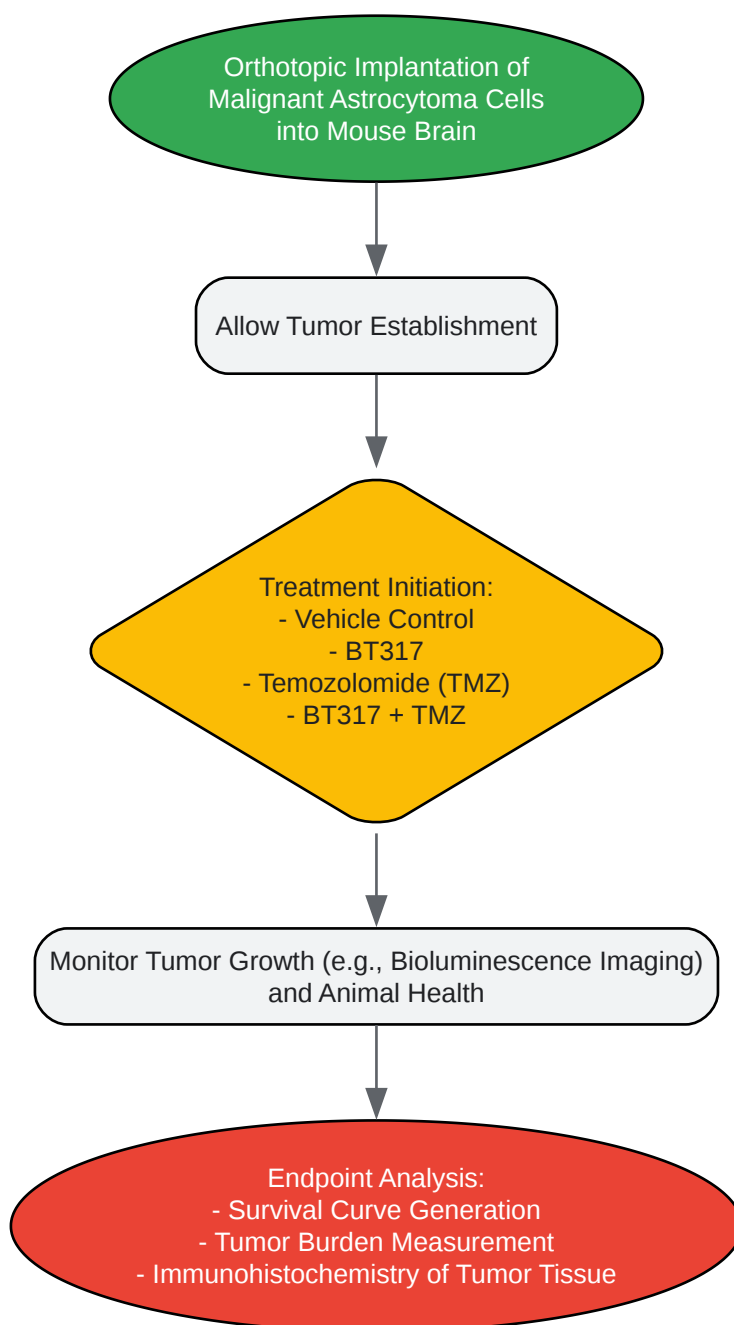 Orthotopic Implantation of
Malignant Astrocytoma Cells
into Mouse Brain
Allow Tumor Establishment
Treatment Initiation:
- Vehicle Control
- BT317
- Temozolomide (TMZ)
- BT317 + TMZ
Monitor Tumor Growth (e.g., Bioluminescence Imaging)
and Animal Health
Endpoint Analysis:
- Survival Curve Generation
- Tumor Burden Measurement
- Immunohistochemistry of Tumor Tissue